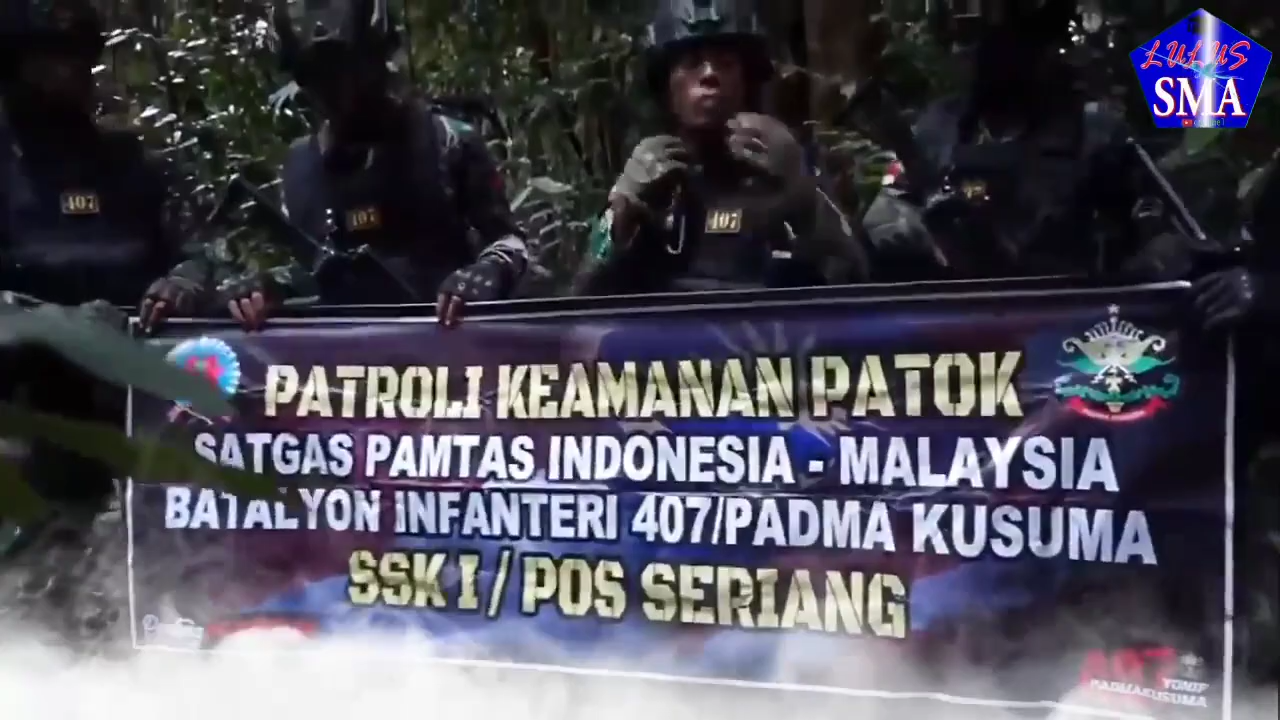 LULUS
SMA
407
407
407
PATROLI KEAMANAN PATOK
SATGAS PAMTAS INDONESIA - MALAYSIA
BATALYON INFANTERI 407/PADMA KUSUMA
SSK I / POS SERIANG
407
YONIF
PADMAKUSUMA